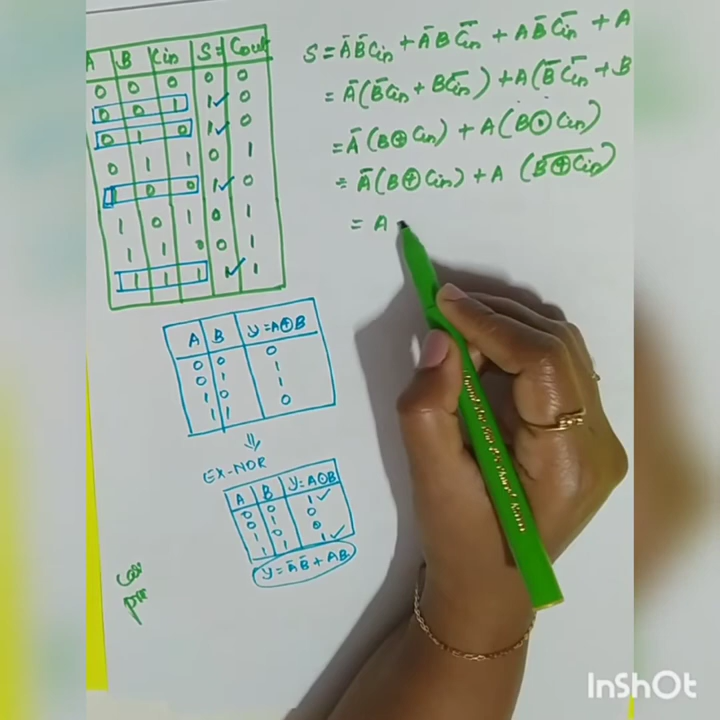 A B Cin S= Cout
0 0 0 0 0
0 0 1 1✓ 0
0 1 0 1✓ 0
0 1 1 0 1
1 0 0 1✓ 0
1 0 1 0 1
1 1 0 0 1
1 1 1 1✓ 1
S = A̅B̅Cin + A̅BC̅in + AB̅C̅in + A
= A̅(B̅Cin + BC̅in) + A(B̅C̅in + B
= A̅(B⊕Cin) + A(B⊙Cin)
= A̅(B⊕Cin) + A (B̅⊕̅C̅i̅n̅)
= A
A B y=A⊕B
0 0 0
0 1 1
1 0 1
1 1 0
⇓
EX-NOR
A B y=A⊙B
0 0 1✓
0 1 0
1 0 0
1 1 1✓
y = A̅B̅ + AB
InShOt